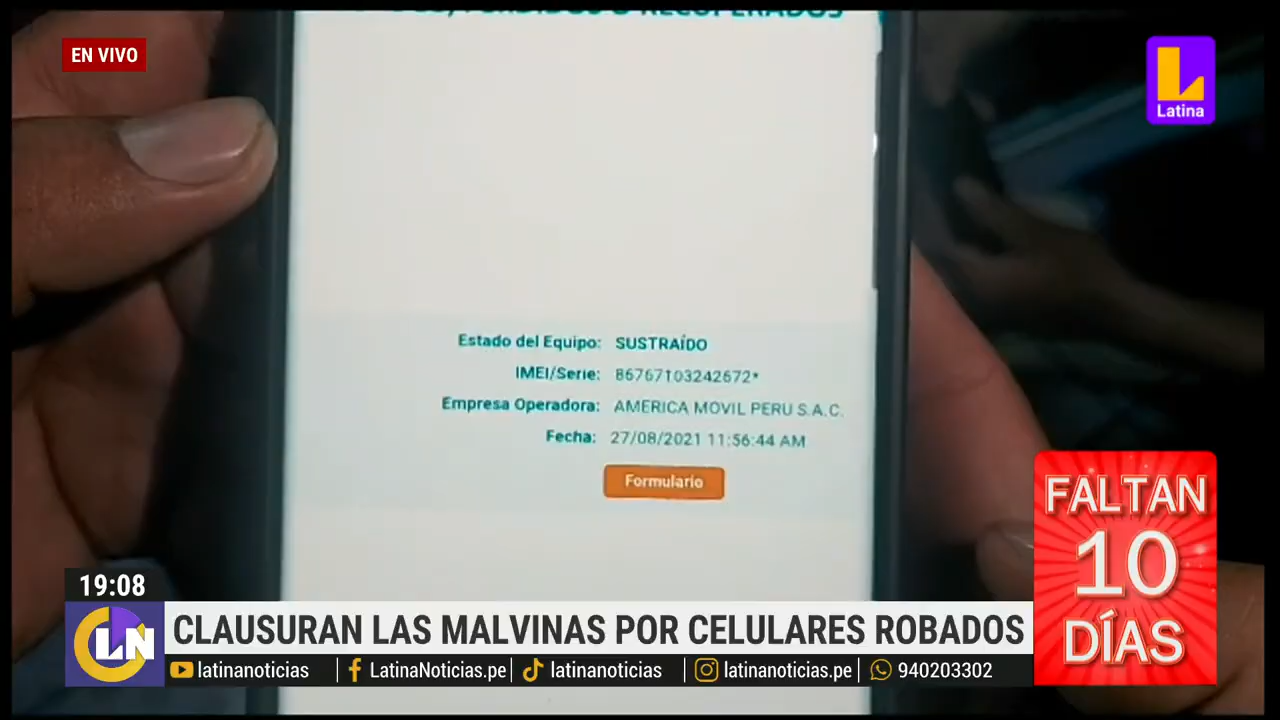 RECUPERADOS
EN VIVO
Latina
Estado del Equipo: SUSTRAÍDO
IMEI/Serie: 86767103242672*
Empresa Operadora: AMERICA MOVIL PERU S.A.C.
Fecha: 27/08/2021 11:56:44 AM
Formulario
FALTAN
10
DÍAS
19:08
LN
CLAUSURAN LAS MALVINAS POR CELULARES ROBADOS
latinanoticias | LatinaNoticias.pe | latinanoticias | latinanoticias.pe | 940203302